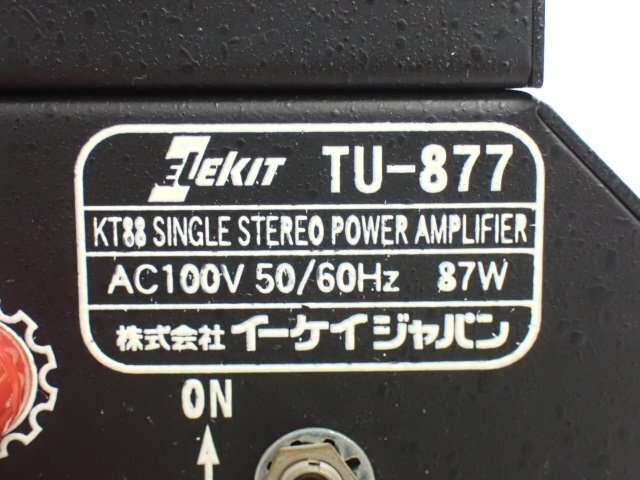 ELEKIT TU-877
KT88 SINGLE STEREO POWER AMPLIFIER
AC100V 50/60Hz 87W
株式会社 イーケイジャパン
ON